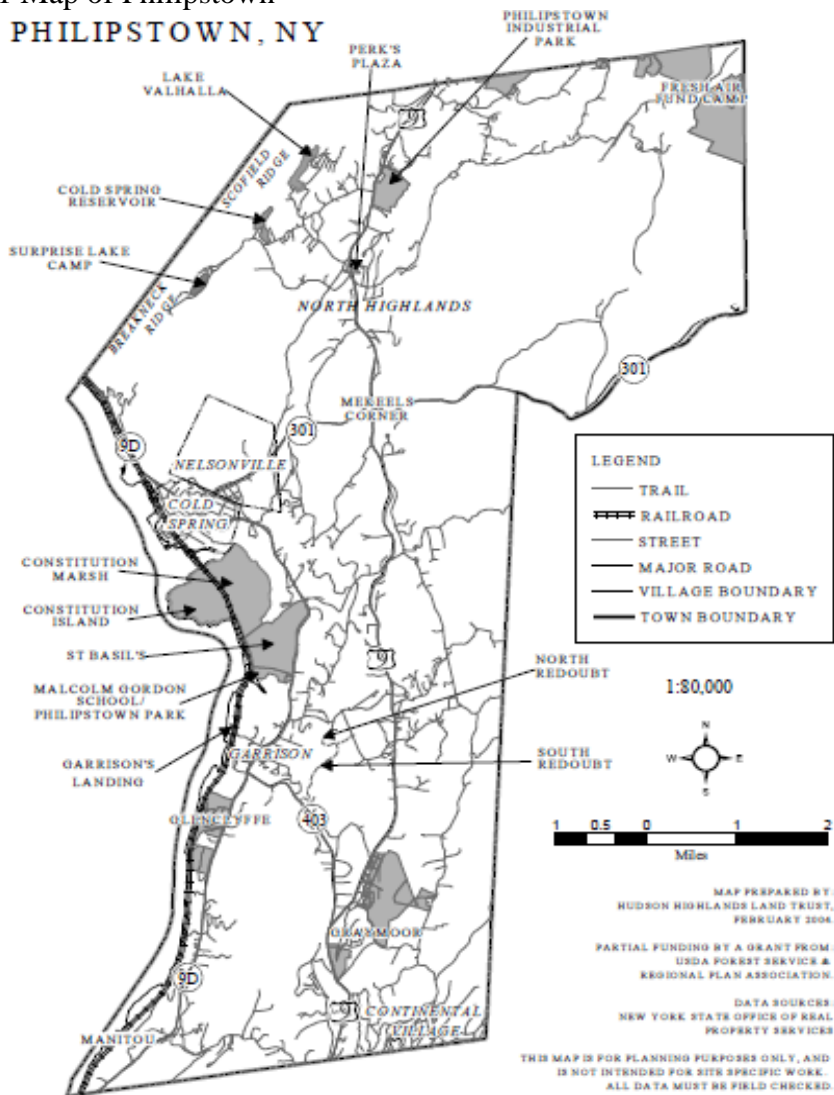 Map of Philipstown
PHILIPSTOWN, NY
PHILIPSTOWN
INDUSTRIAL
PARK
PERK'S
PLAZA
LAKE
VALHALLA
FRESH AIR
FUND CAMP
9
SCOFIELD
RIDGE
COLD SPRING
RESERVOIR
SURPRISE LAKE
CAMP
BREAKNECK
RIDGE
NORTH HIGHLANDS
301
MEKEELS
CORNER
301
9D
NELSONVILLE
COLD
SPRING
LEGEND
TRAIL
RAILROAD
STREET
MAJOR ROAD
VILLAGE BOUNDARY
TOWN BOUNDARY
CONSTITUTION
MARSH
CONSTITUTION
ISLAND
ST BASIL'S
9
NORTH
REDOUBT
MALCOLM GORDON
SCHOOL/
PHILIPSTOWN PARK
1:80,000
N
W
E
S
GARRISON'S
LANDING
GARRISON
SOUTH
REDOUBT
GLENCLYFFE
403
1 0.5 0 1 2
Miles
GRAYMOOR
9D
9
CONTINENTAL
VILLAGE
MANITOU
MAP PREPARED BY:
HUDSON HIGHLANDS LAND TRUST,
FEBRUARY 2004.
PARTIAL FUNDING BY A GRANT FROM:
USDA FOREST SERVICE &
REGIONAL PLAN ASSOCIATION.
DATA SOURCES:
NEW YORK STATE OFFICE OF REAL
PROPERTY SERVICES
THIS MAP IS FOR PLANNING PURPOSES ONLY, AND
IS NOT INTENDED FOR SITE SPECIFIC WORK.
ALL DATA MUST BE FIELD CHECKED.